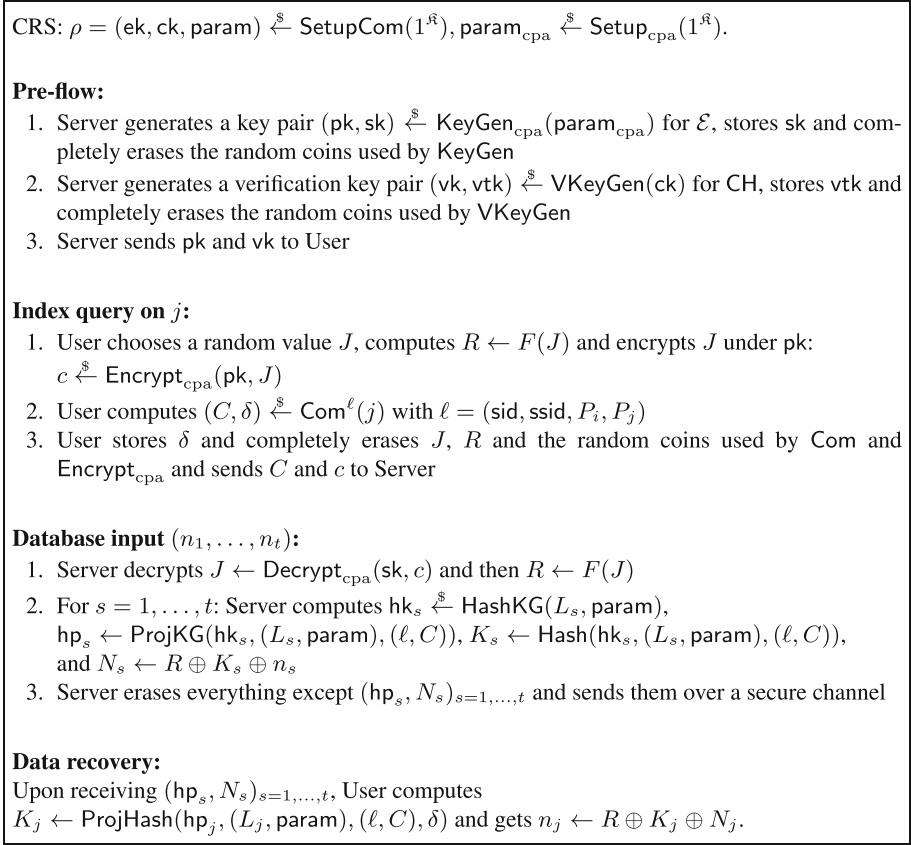 CRS: ρ = (ek, ck, param) ←$ SetupCom(1^𝔎), param_cpa ←$ Setup_cpa(1^𝔎).
Pre-flow:
1. Server generates a key pair (pk, sk) ←$ KeyGen_cpa(param_cpa) for ℰ, stores sk and com-
pletely erases the random coins used by KeyGen
2. Server generates a verification key pair (vk, vtk) ←$ VKeyGen(ck) for CH, stores vtk and
completely erases the random coins used by VKeyGen
3. Server sends pk and vk to User
Index query on j:
1. User chooses a random value J, computes R ← F(J) and encrypts J under pk:
c ←$ Encrypt_cpa(pk, J)
2. User computes (C, δ) ←$ Com^ℓ(j) with ℓ = (sid, ssid, P_i, P_j)
3. User stores δ and completely erases J, R and the random coins used by Com and
Encrypt_cpa and sends C and c to Server
Database input (n_1, . . . , n_t):
1. Server decrypts J ← Decrypt_cpa(sk, c) and then R ← F(J)
2. For s = 1, . . . , t: Server computes hk_s ←$ HashKG(L_s, param),
hp_s ← ProjKG(hk_s, (L_s, param), (ℓ, C)), K_s ← Hash(hk_s, (L_s, param), (ℓ, C)),
and N_s ← R ⊕ K_s ⊕ n_s
3. Server erases everything except (hp_s, N_s)_{s=1,...,t} and sends them over a secure channel
Data recovery:
Upon receiving (hp_s, N_s)_{s=1,...,t}, User computes
K_j ← ProjHash(hp_j, (L_j, param), (ℓ, C), δ) and gets n_j ← R ⊕ K_j ⊕ N_j.